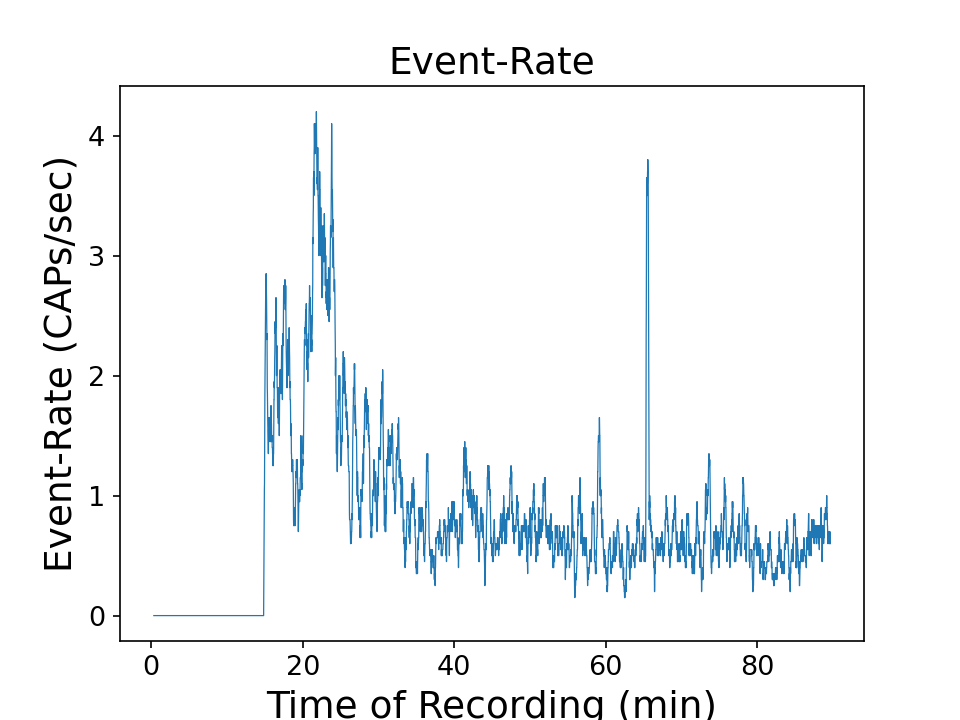 Event-Rate
Event-Rate (CAPs/sec)
4
3
2
1
0
0 20 40 60 80
Time of Recording (min)